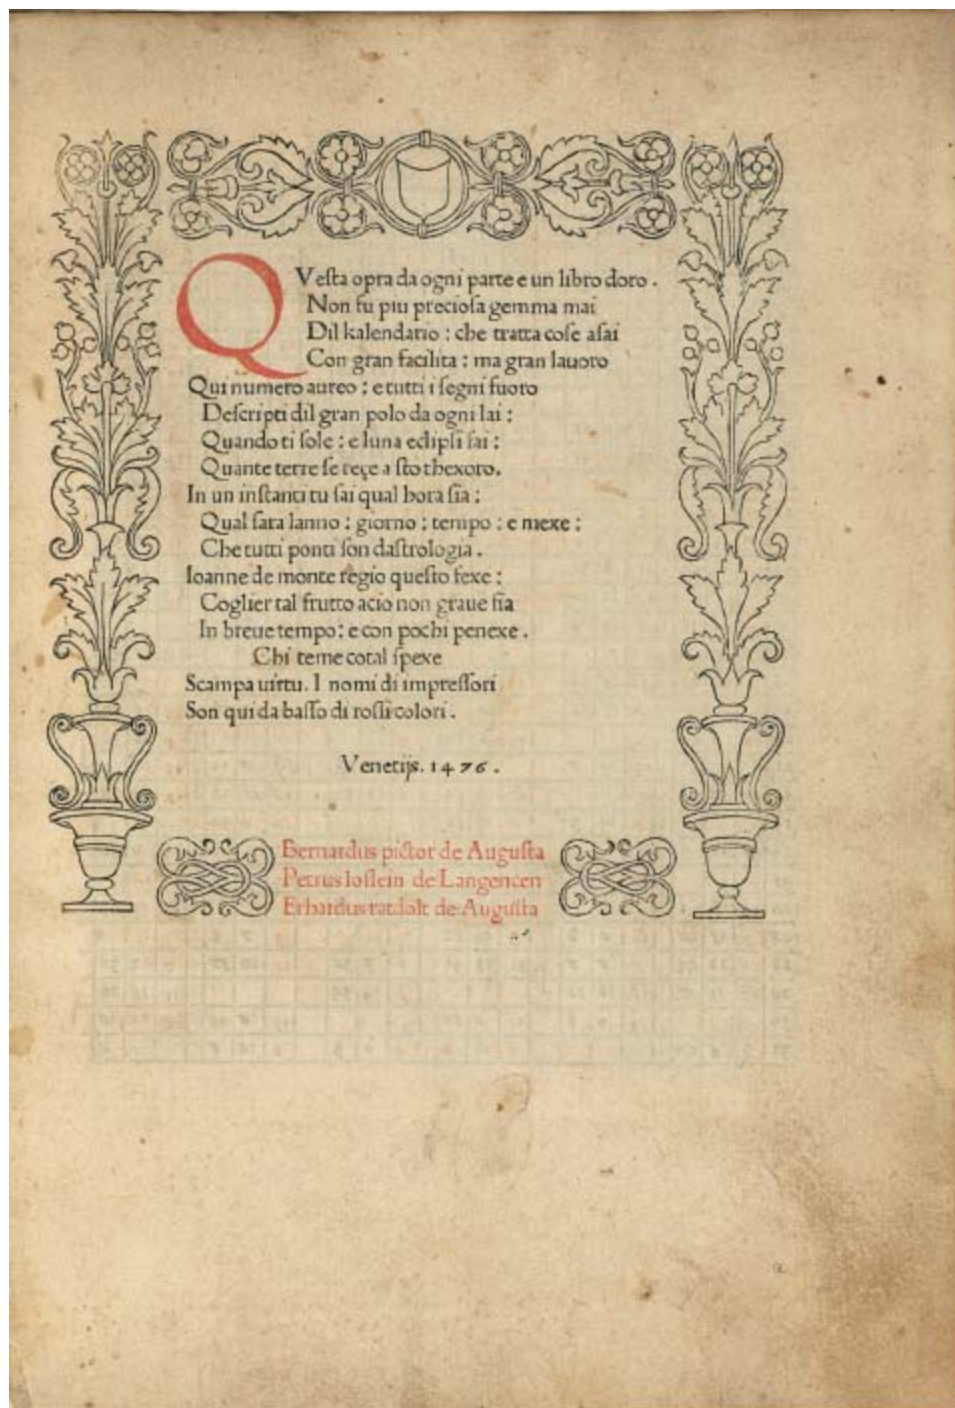 QVesta opra da ogni parte e un libro doro.
Non fu piu preciosa gemma mai
Dil kalendario: che tratta cose asai
Con gran facilita: ma gran lauoro
Qui numero aureo: e tutti i segni fuoro
Descripti dil gran polo da ogni lai:
Quando ti sole: e luna eclipsi fai:
Quante terre se reçe a sto thexoro.
In un instanti tu sai qual hora sia:
Qual sara lanno: giorno: tempo: e mexe:
Che tutti ponti son dastrologia.
Ioanne de monte regio questo fexe:
Coglier tal frutto acio non graue sia
In breue tempo: e con pochi penexe.
Chi teme cotal spexe
Scampa uirtu. I nomi di impressori
Son qui da basso di rossi colori.
Venetijs. 1476.
Bernardus pictor de Augusta
Petrus loslein de Langencen
Erhardus ratdolt de Augusta